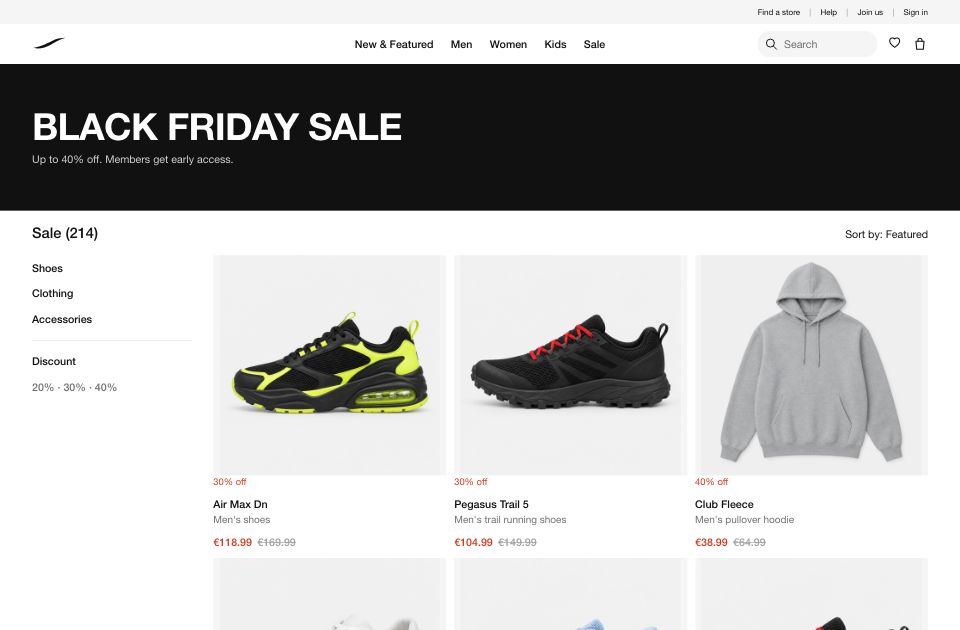 Find a store | Help | Join us | Sign in
New & Featured Men Women Kids Sale
Search
BLACK FRIDAY SALE
Up to 40% off. Members get early access.
Sale (214)
Sort by: Featured
Shoes
Clothing
Accessories
Discount
20% · 30% · 40%
30% off
Air Max Dn
Men's shoes
€118.99 €169.99
30% off
Pegasus Trail 5
Men's trail running shoes
€104.99 €149.99
40% off
Club Fleece
Men's pullover hoodie
€38.99 €64.99